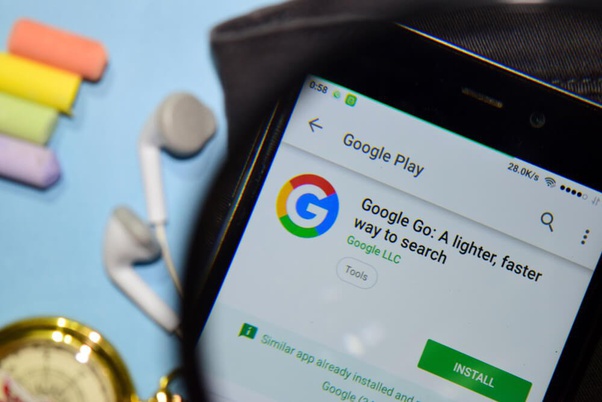 0:58
28.0K/s
Google Play
G
Google Go: A lighter, faster
way to search
Google LLC
Tools
INSTALL
Similar app already installed and
Google